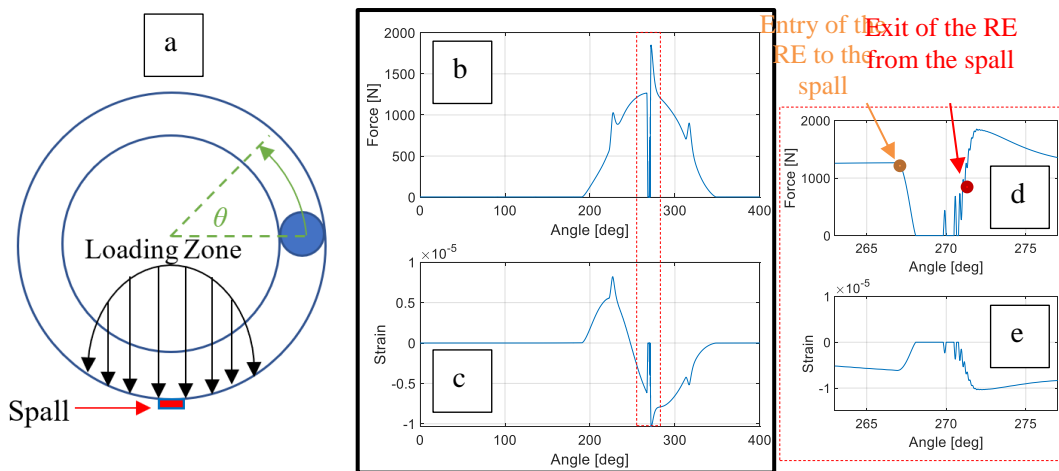 a
θ
Loading Zone
Spall
b
2000
1500
1000
500
0
Force [N]
0
100
200
300
400
Angle [deg]
×10⁻⁵
1
0.5
0
-0.5
-1
Strain
c
0
100
200
300
400
Angle [deg]
Entry of the
RE to the
spall
Exit of the RE
from the spall
2000
1000
0
Force [N]
d
265
270
275
Angle [deg]
×10⁻⁵
1
0
-1
Strain
e
265
270
275
Angle [deg]